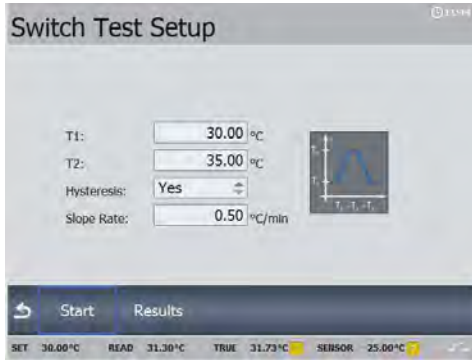 Switch Test Setup
T1: 30.00 °C
T2: 35.00 °C
Hysteresis: Yes
Slope Rate: 0.50 °C/min
Start Results
SET 30.00°C READ 31.30°C TRUE 31.73°C SENSOR -25.00°C